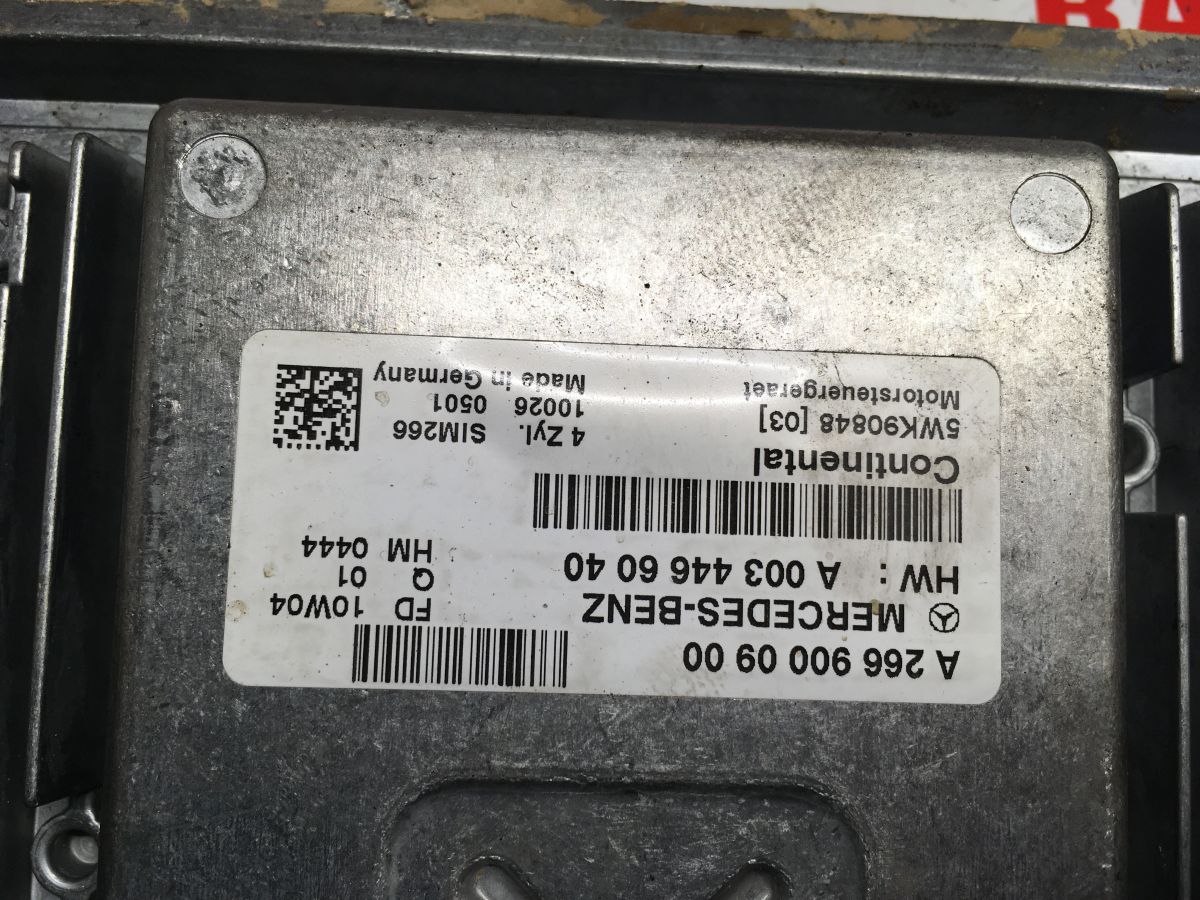 A 266 900 09 00
MERCEDES-BENZ
FD 10W04
Q 01
HW : A 003 446 60 40
HM 0444
Continental
5WK90848 [03]
Motorsteuergeraet
4 Zyl. SIM266
10026 0501
Made in Germany